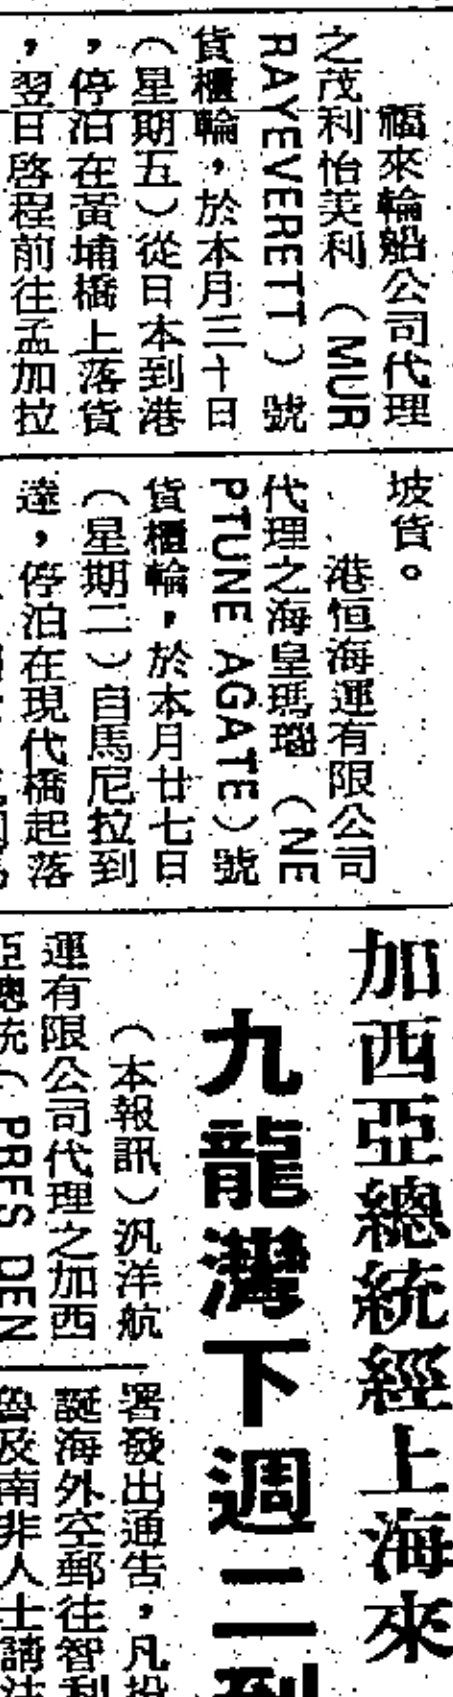 福來輪船公司代理
之茂利怡美利（MUR
RAYEVERETT）號
貨櫃輪，於本月三十日
（星期五）從日本到港
，停泊在黃埔橋上落貨
，翌日啓程前往孟加拉
坡貨。
港恒海運有限公司
代理之海皇瑪瑙（NE
PTUNE AGATE）號
貨櫃輪，於本月廿七日
（星期二）自馬尼拉到
達，停泊在現代橋起落
加西亞總統經上海來
九龍灣下週二到
（本報訊）汎洋航
運有限公司代理之加西
亞總統（PRES DEN
署發出通告，凡投
誕海外空郵往智利
魯及南非人士請注